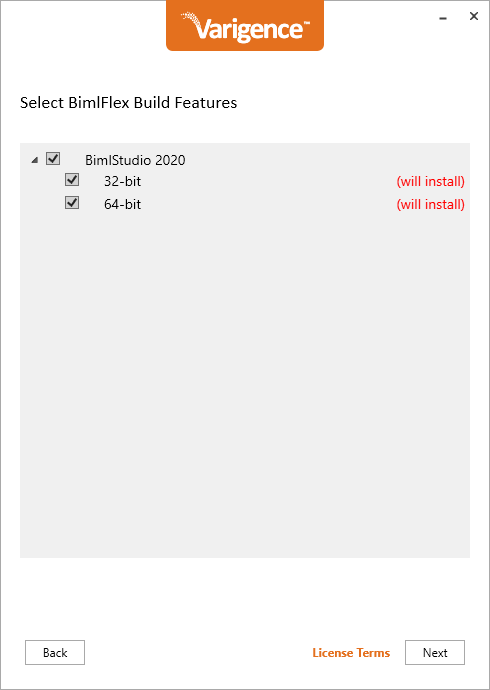 Varigence™
Select BimlFlex Build Features
BimlStudio 2020
32-bit (will install)
64-bit (will install)
Back License Terms Next